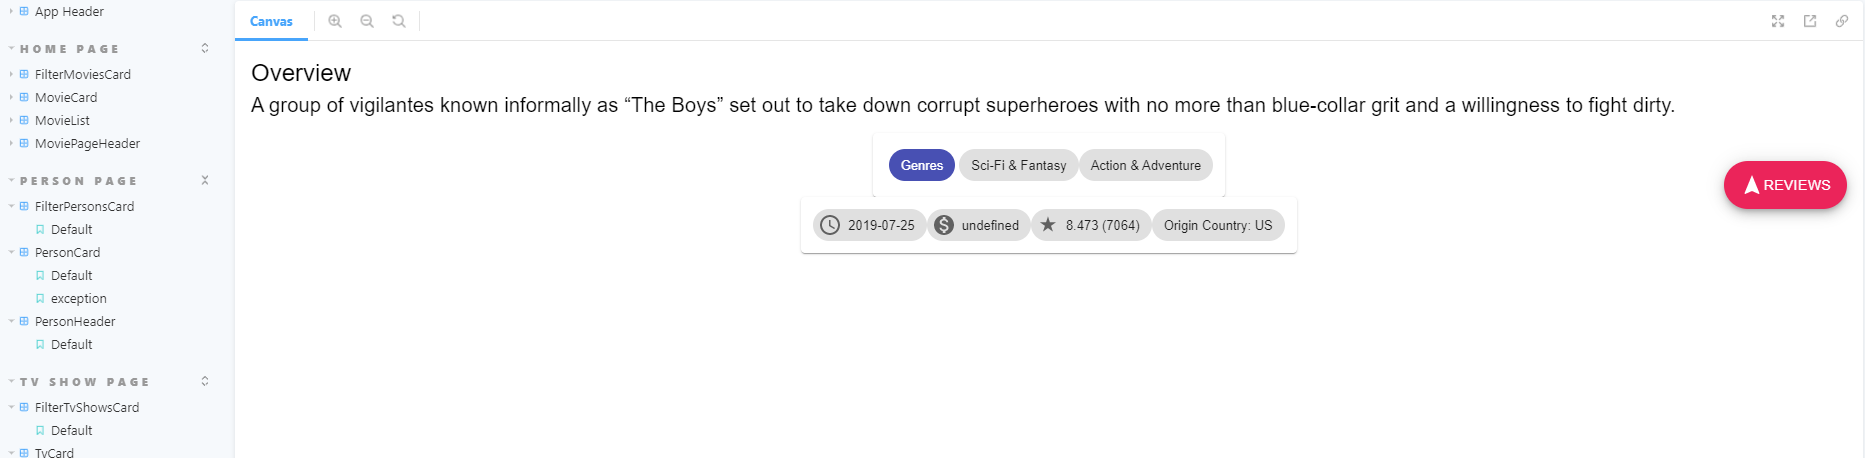 App Header
HOME PAGE
FilterMoviesCard
MovieCard
MovieList
MoviePageHeader
PERSON PAGE
FilterPersonsCard
Default
PersonCard
Default
exception
PersonHeader
Default
TV SHOW PAGE
FilterTvShowsCard
Default
TvCard
Canvas
Overview
A group of vigilantes known informally as “The Boys” set out to take down corrupt superheroes with no more than blue-collar grit and a willingness to fight dirty.
Genres Sci-Fi & Fantasy Action & Adventure
2019-07-25 undefined 8.473 (7064) Origin Country: US
REVIEWS